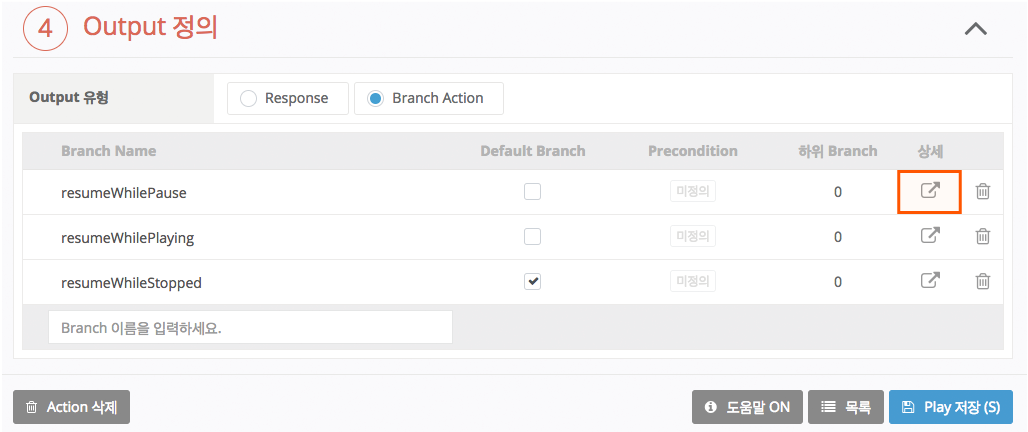 4 Output 정의
Output 유형 Response Branch Action
Branch Name Default Branch Precondition 하위 Branch 상세
resumeWhilePause 미정의 0
resumeWhilePlaying 미정의 0
resumeWhileStopped 미정의 0
Branch 이름을 입력하세요.
Action 삭제 도움말 ON 목록 Play 저장 (S)